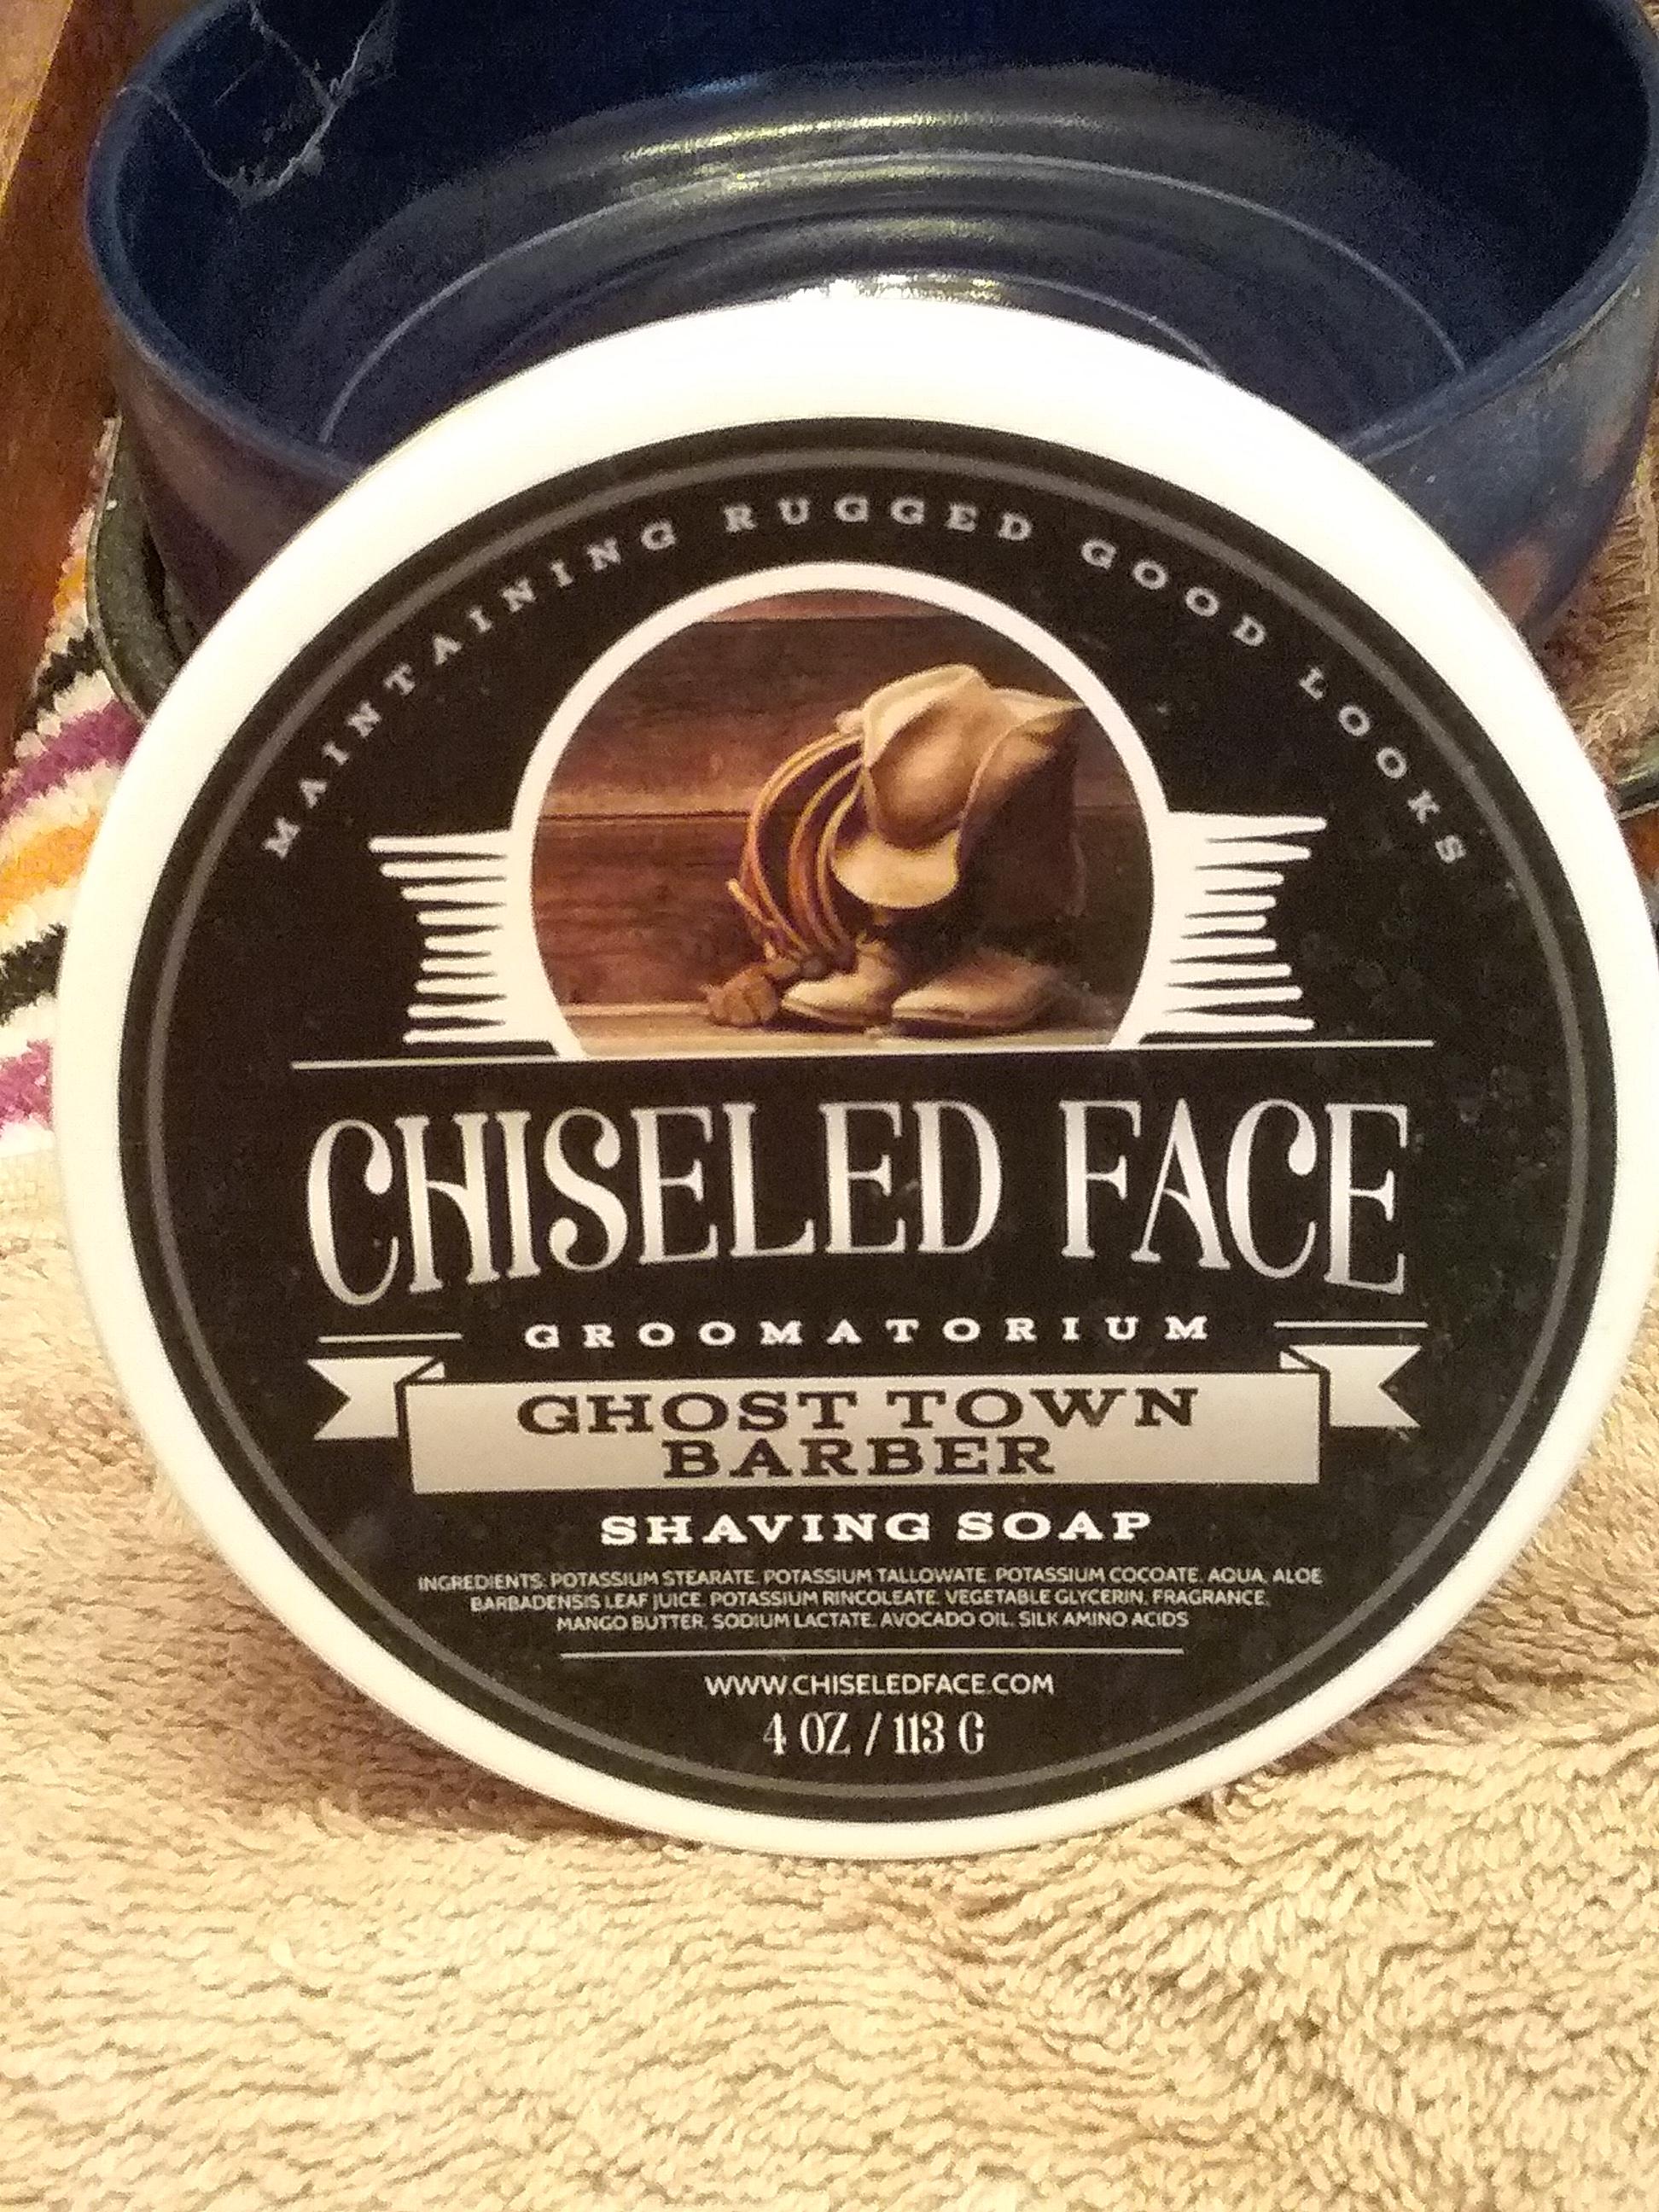 MAINTAINING RUGGED GOOD LOOKS
CHISELED FACE
GROOMATORIUM
GHOST TOWN
BARBER
SHAVING SOAP
INGREDIENTS: POTASSIUM STEARATE, POTASSIUM TALLOWATE, POTASSIUM COCOATE, AQUA, ALOE
BARBADENSIS LEAF JUICE, POTASSIUM RINCOLEATE, VEGETABLE GLYCERIN, FRAGRANCE,
MANGO BUTTER, SODIUM LACTATE, AVOCADO OIL, SILK AMINO ACIDS
WWW.CHISELEDFACE.COM
4 OZ / 113 G